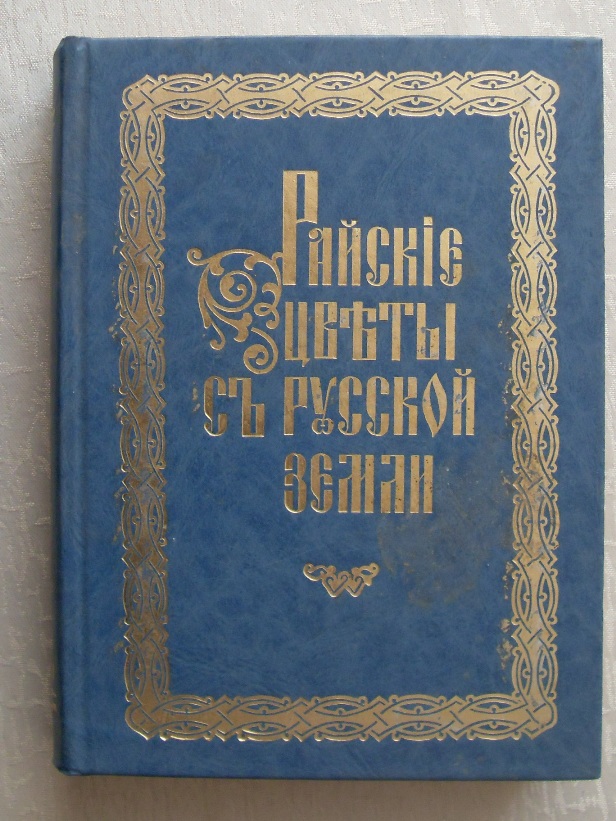 Райскіе
цвѣты
съ русской
земли